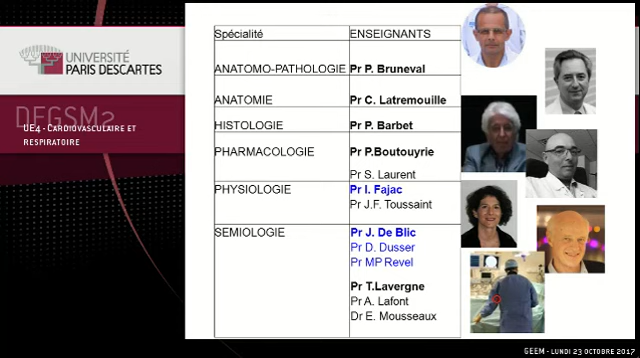 UNIVERSITÉ
PARIS DESCARTES
DFGSM2
UE4 - Cardiovasculaire et
respiratoire
Spécialité ENSEIGNANTS
ANATOMO-PATHOLOGIE Pr P. Bruneval
ANATOMIE Pr C. Latremouille
HISTOLOGIE Pr P. Barbet
PHARMACOLOGIE Pr P.Boutouyrie
Pr S. Laurent
PHYSIOLOGIE Pr I. Fajac
Pr J.F. Toussaint
SEMIOLOGIE Pr J. De Blic
Pr D. Dusser
Pr MP Revel
Pr T.Lavergne
Pr A. Lafont
Dr E. Mousseaux
GEEM - LUNDI 23 OCTOBRE 2017